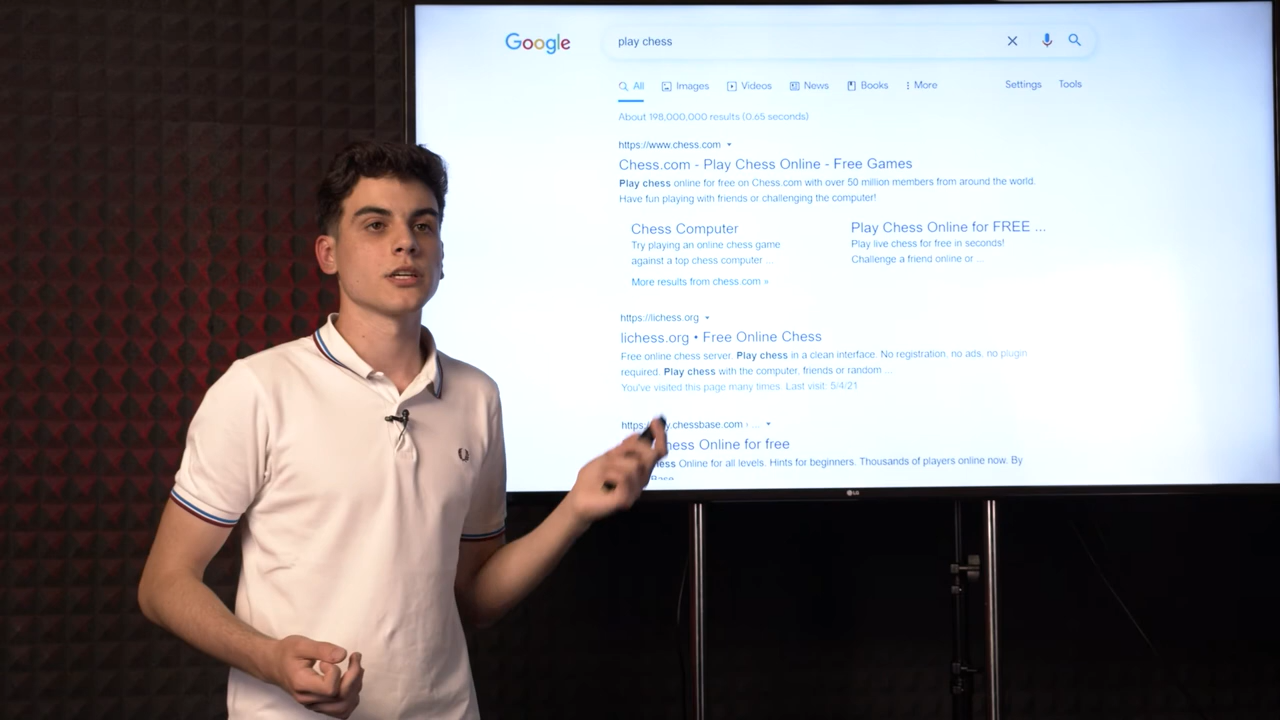 Google
play chess
All Images Videos News Books More Settings Tools
About 198,000,000 results (0.65 seconds)
https://www.chess.com
Chess.com - Play Chess Online - Free Games
Play chess online for free on Chess.com with over 50 million members from around the world.
Have fun playing with friends or challenging the computer!
Chess Computer
Try playing an online chess game
against a top chess computer ...
Play Chess Online for FREE ...
Play live chess for free in seconds!
Challenge a friend online or ...
More results from chess.com »
https://lichess.org
lichess.org • Free Online Chess
Free online chess server. Play chess in a clean interface. No registration, no ads, no plugin
required. Play chess with the computer, friends or random ...
You've visited this page many times. Last visit: 5/4/21
chessbase.com › ...
Online for free
Online for all levels. Hints for beginners. Thousands of players online now. By
LG